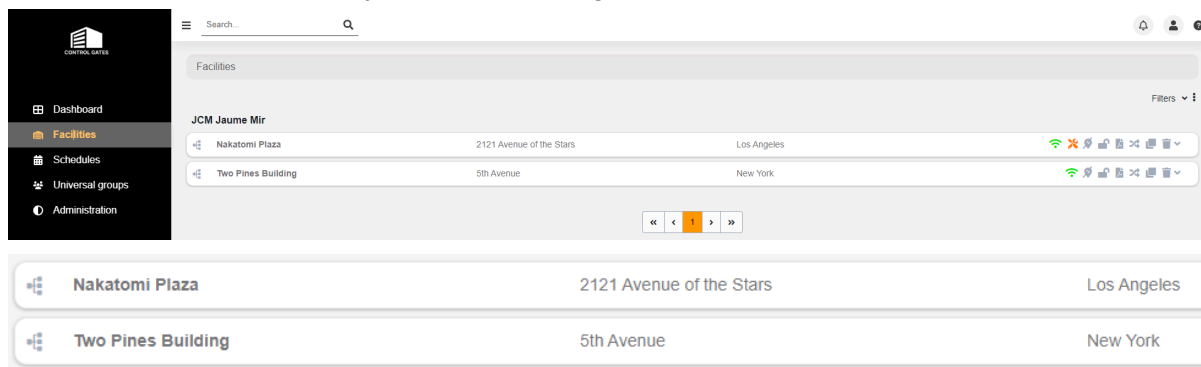 CONTROL GATES
Search...
Facilities
Filters
Dashboard
JCM Jaume Mir
Facilities
Nakatomi Plaza 2121 Avenue of the Stars Los Angeles
Schedules
Two Pines Building 5th Avenue New York
Universal groups
Administration
« ‹ 1 › »
Nakatomi Plaza 2121 Avenue of the Stars Los Angeles
Two Pines Building 5th Avenue New York